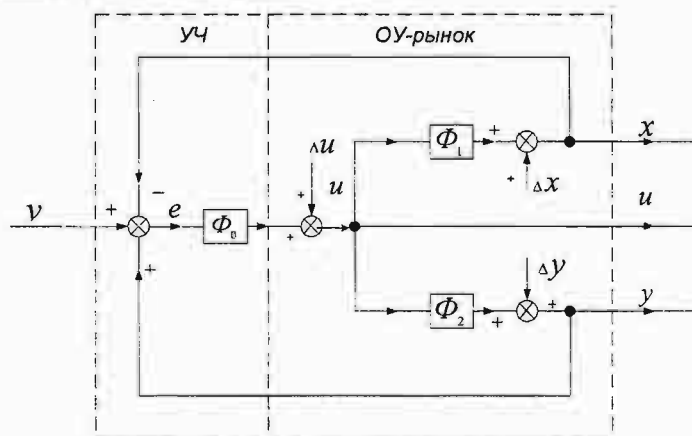 УЧ
ОУ-рынок
Δu
u
Φ₁
+
x
+
Δx
v
+
−
e
Φ₀
+
+
u
+
Δy
Φ₂
+
+
y